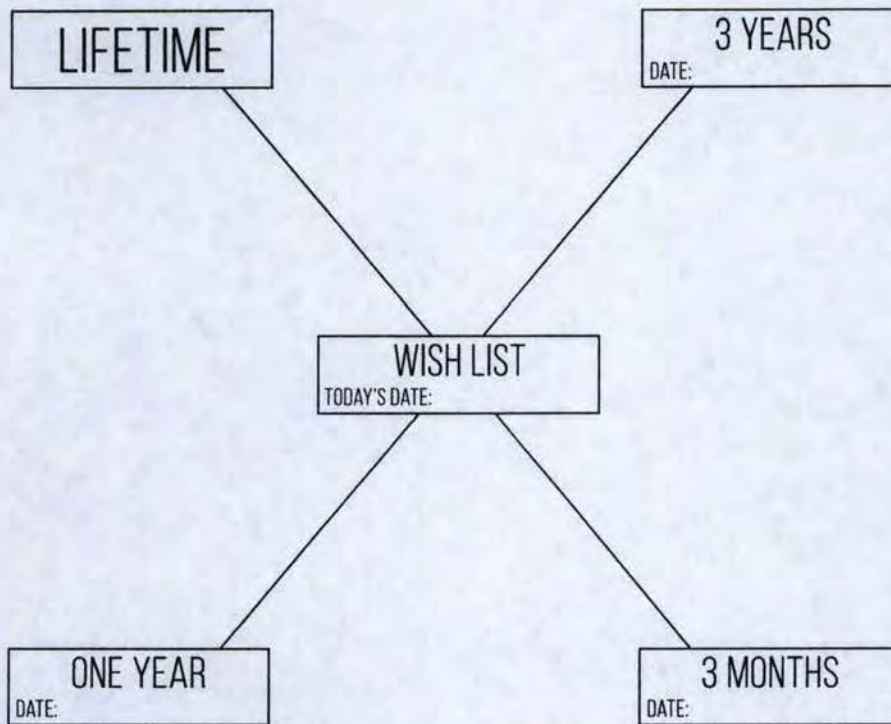 LIFETIME
3 YEARS
DATE:
WISH LIST
TODAY'S DATE:
ONE YEAR
DATE:
3 MONTHS
DATE: